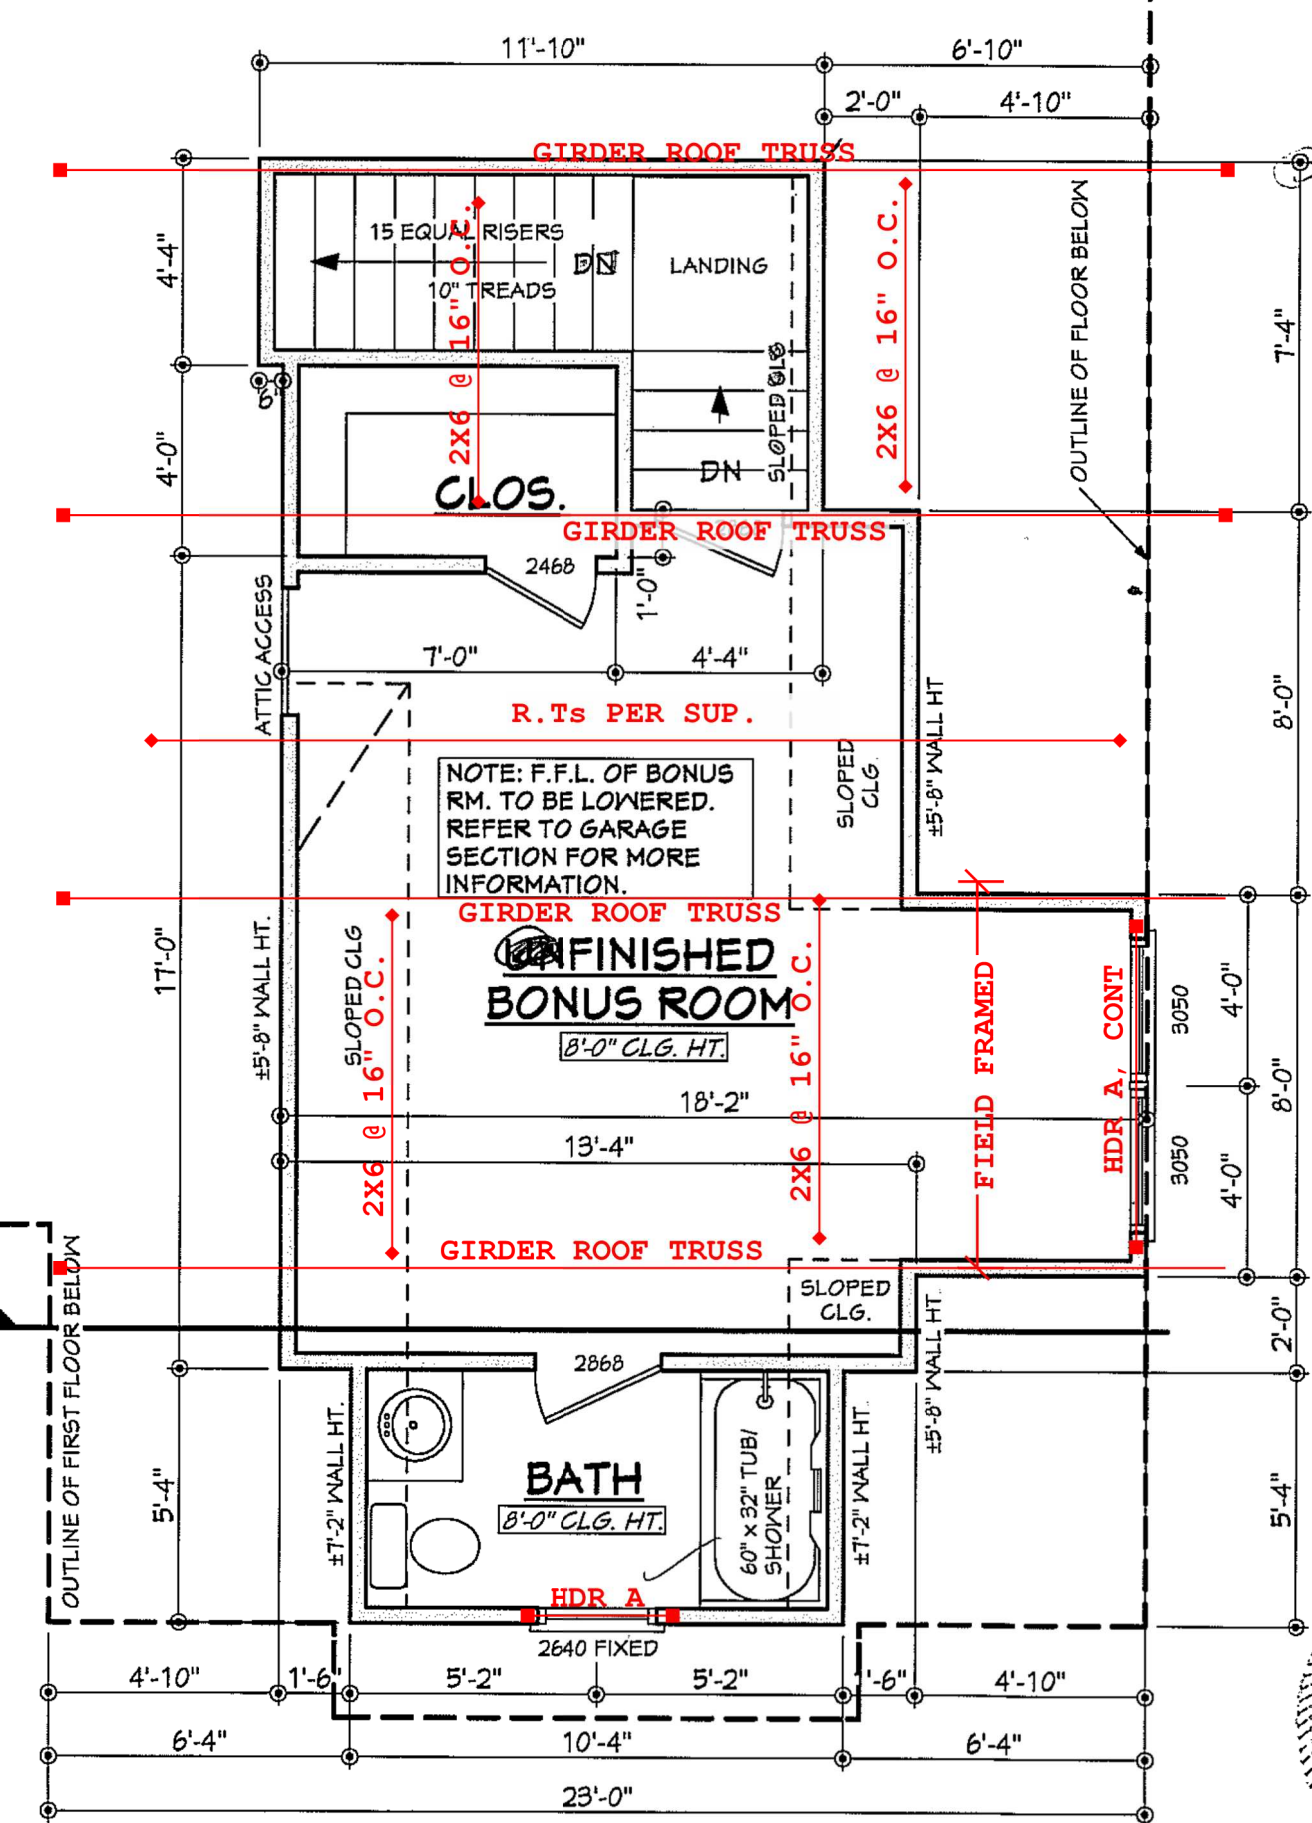 11'-10"
6'-10"
2'-0"
4'-10"
GIRDER ROOF TRUSS
4'-4"
15 EQUAL RISERS
DN
10" TREADS
LANDING
2X6 @ 16" O.C.
2X6 @ 16" O.C.
OUTLINE OF FLOOR BELOW
7'-4"
SLOPED CLG
6"
4'-0"
DN
CLOS.
GIRDER ROOF TRUSS
2468
1'-0"
ATTIC ACCESS
7'-0"
4'-4"
R.Ts PER SUP.
8'-0"
±5'-8" WALL HT
SLOPED
CLG.
NOTE: F.F.L. OF BONUS
RM. TO BE LOWERED.
REFER TO GARAGE
SECTION FOR MORE
INFORMATION.
GIRDER ROOF TRUSS
17'-0"
±5'-8" WALL HT.
SLOPED CLG
2X6 @ 16" O.C.
FINISHED
BONUS ROOM
8'-0" CLG. HT.
2X6 @ 16" O.C.
FIELD FRAMED
HDR A, CONT
3050
4'-0"
8'-0"
18'-2"
13'-4"
3050
4'-0"
GIRDER ROOF TRUSS
OUTLINE OF FIRST FLOOR BELOW
SLOPED
CLG.
±5'-8" WALL HT.
2'-0"
2868
±7'-2" WALL HT.
BATH
8'-0" CLG. HT.
60" x 32" TUB/
SHOWER
±7'-2" WALL HT.
5'-4"
5'-4"
HDR A
2640 FIXED
4'-10"
1'-6"
5'-2"
5'-2"
'-6"
4'-10"
6'-4"
10'-4"
6'-4"
23'-0"